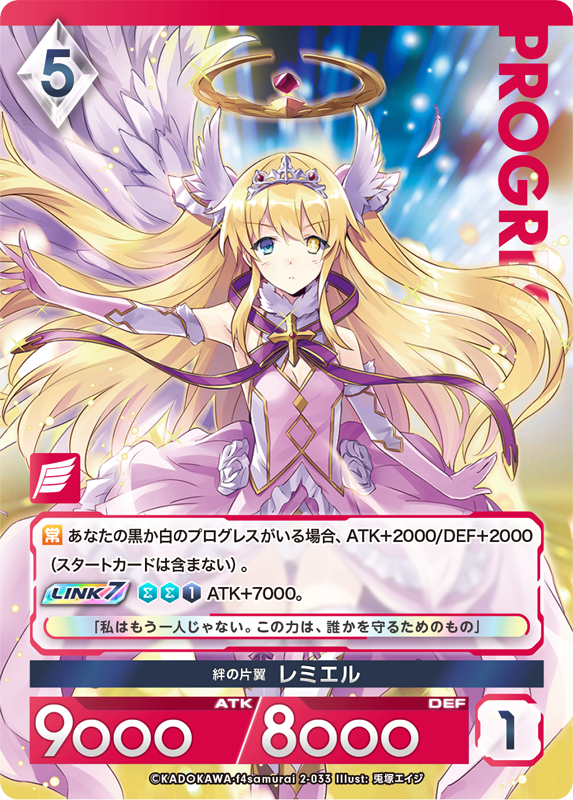 5
PROGR
常 あなたの黒か白のプログレスがいる場合、ATK+2000/DEF+2000
(スタートカードは含まない)。
LINK 7 Σ Σ 1 ATK+7000。
「私はもう一人じゃない。この力は、誰かを守るためのもの」
絆の片翼 レミエル
ATK DEF
9000/8000 1
©KADOKAWA・f4samurai 2-033 Illust: 兎塚エイジ